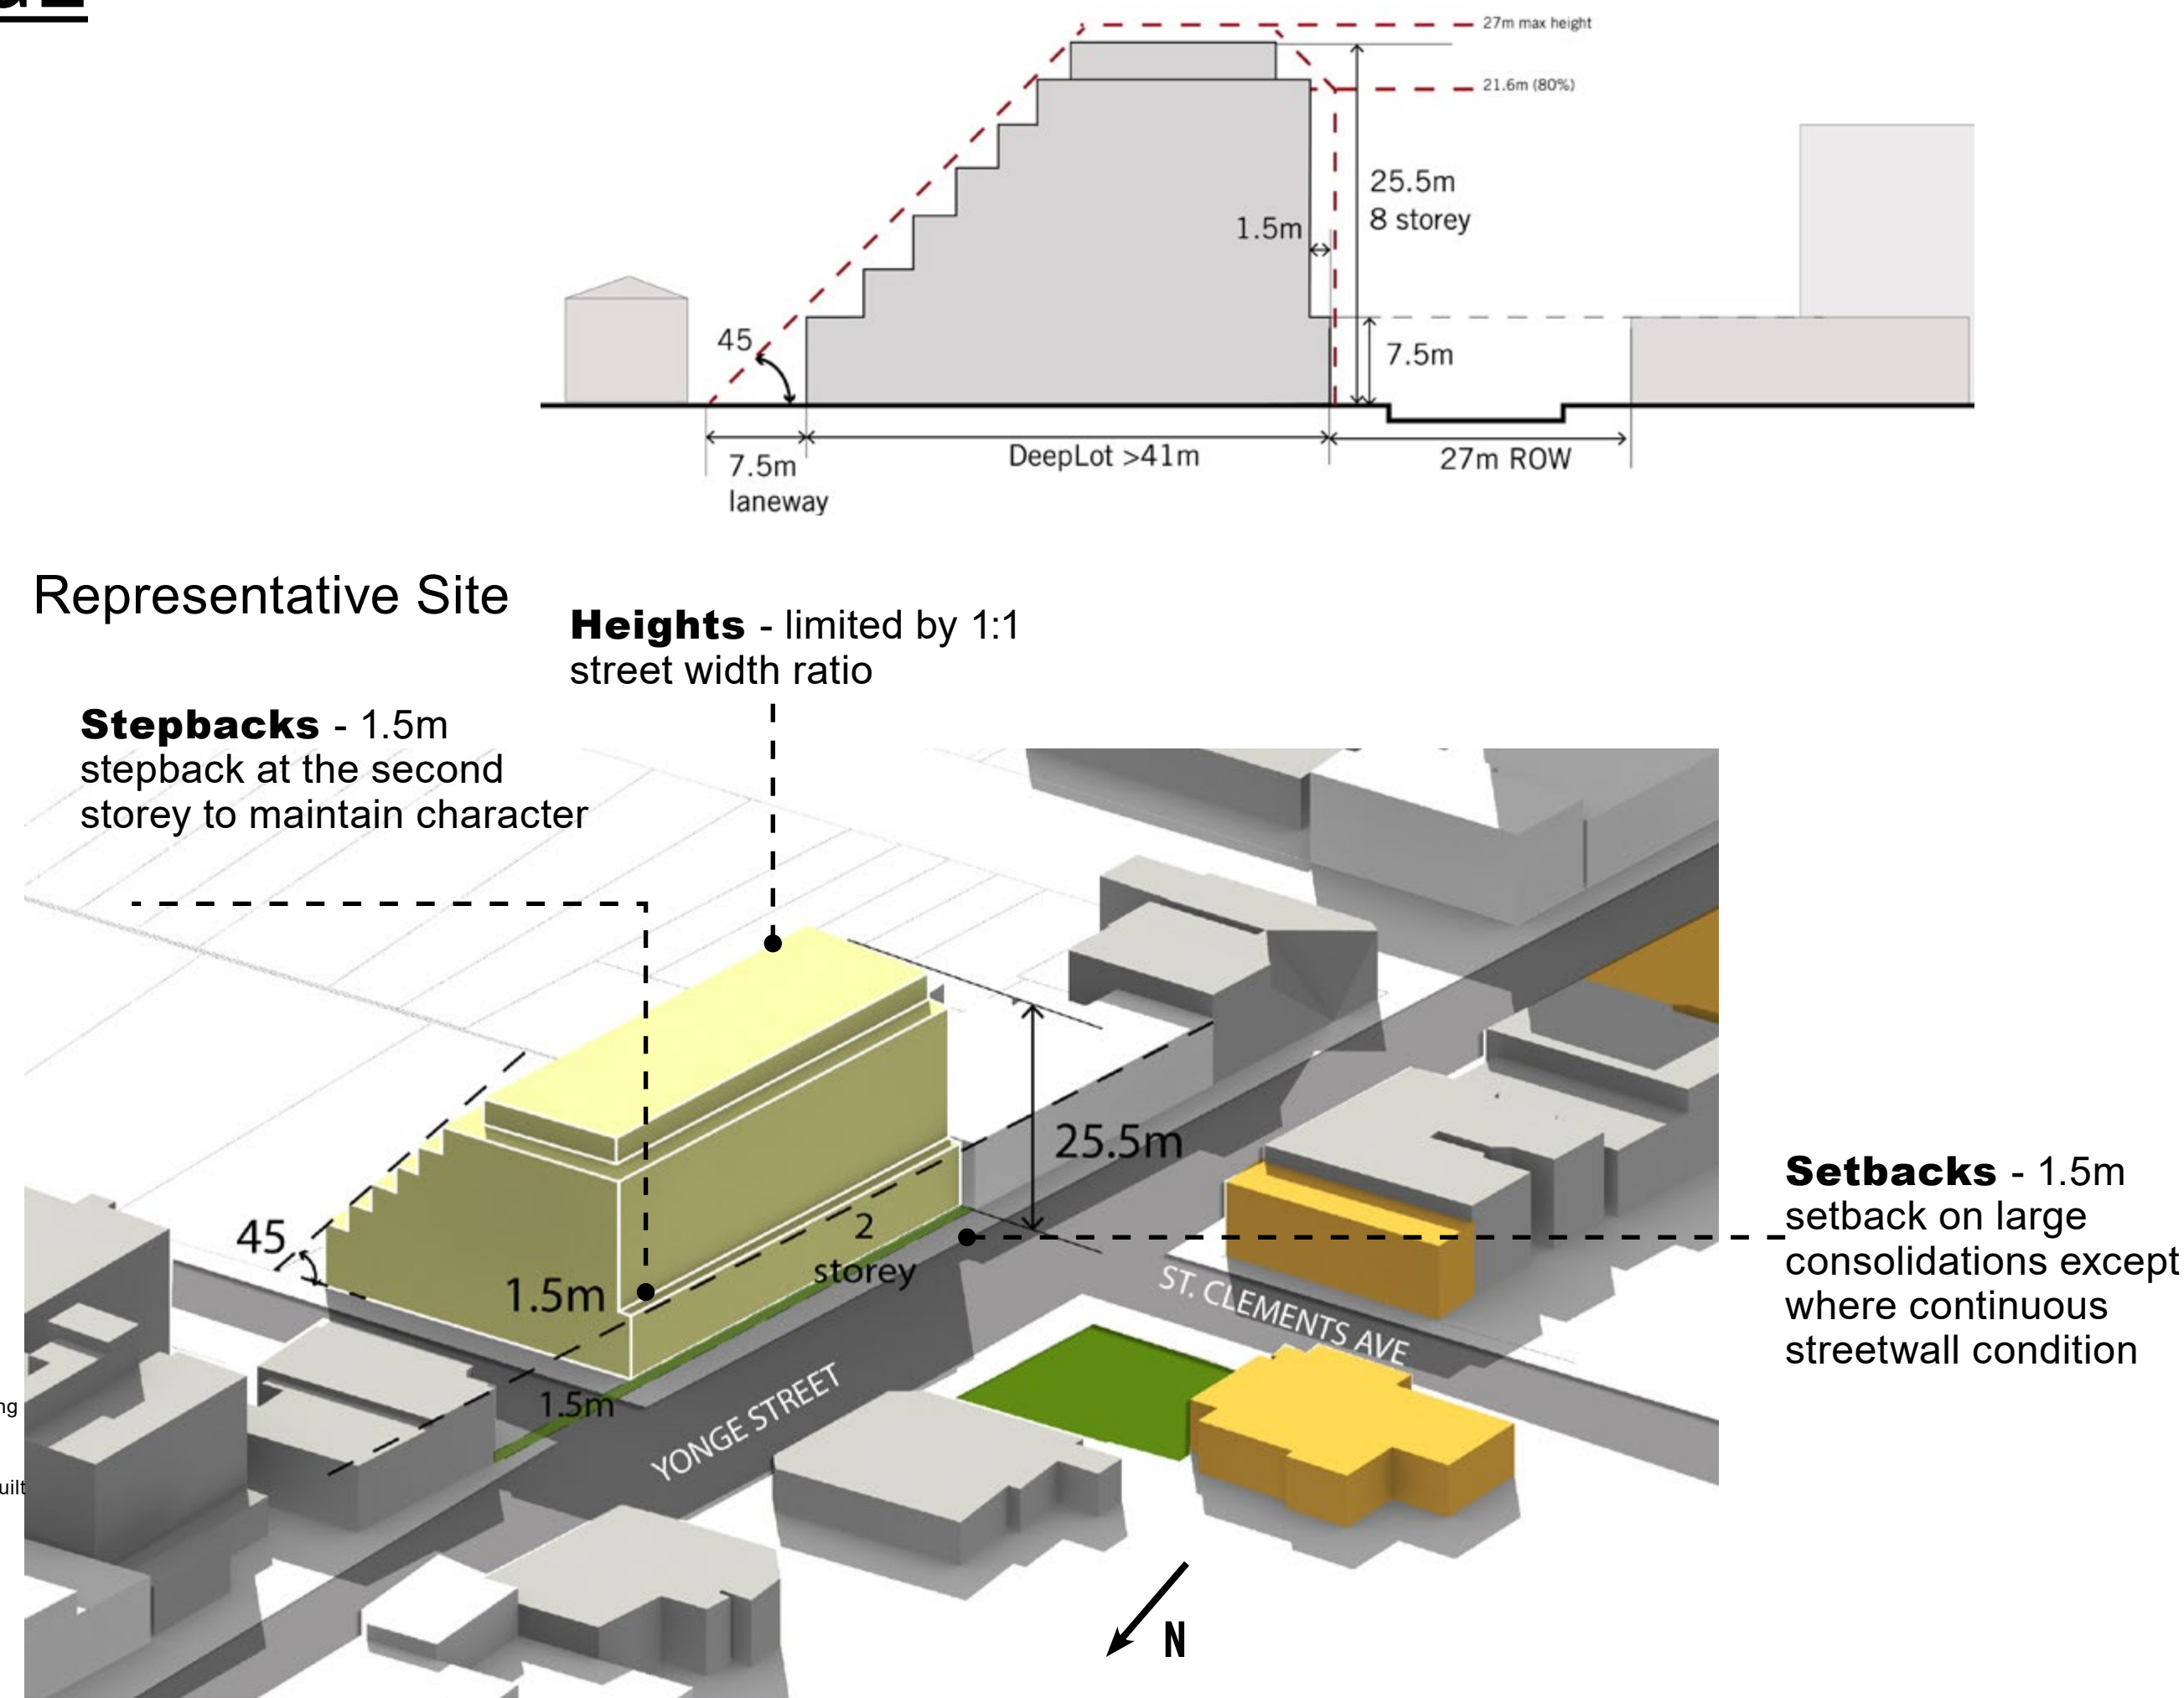 27m max height
21.6m (80%)
25.5m
8 storey
1.5m
45
7.5m
7.5m
laneway
DeepLot >41m
27m ROW
Representative Site
Heights - limited by 1:1
street width ratio
Stepbacks - 1.5m
stepback at the second
storey to maintain character
25.5m
45
1.5m
2
storey
1.5m
YONGE STREET
ST. CLEMENTS AVE
Setbacks - 1.5m
setback on large
consolidations except
where continuous
streetwall condition
N